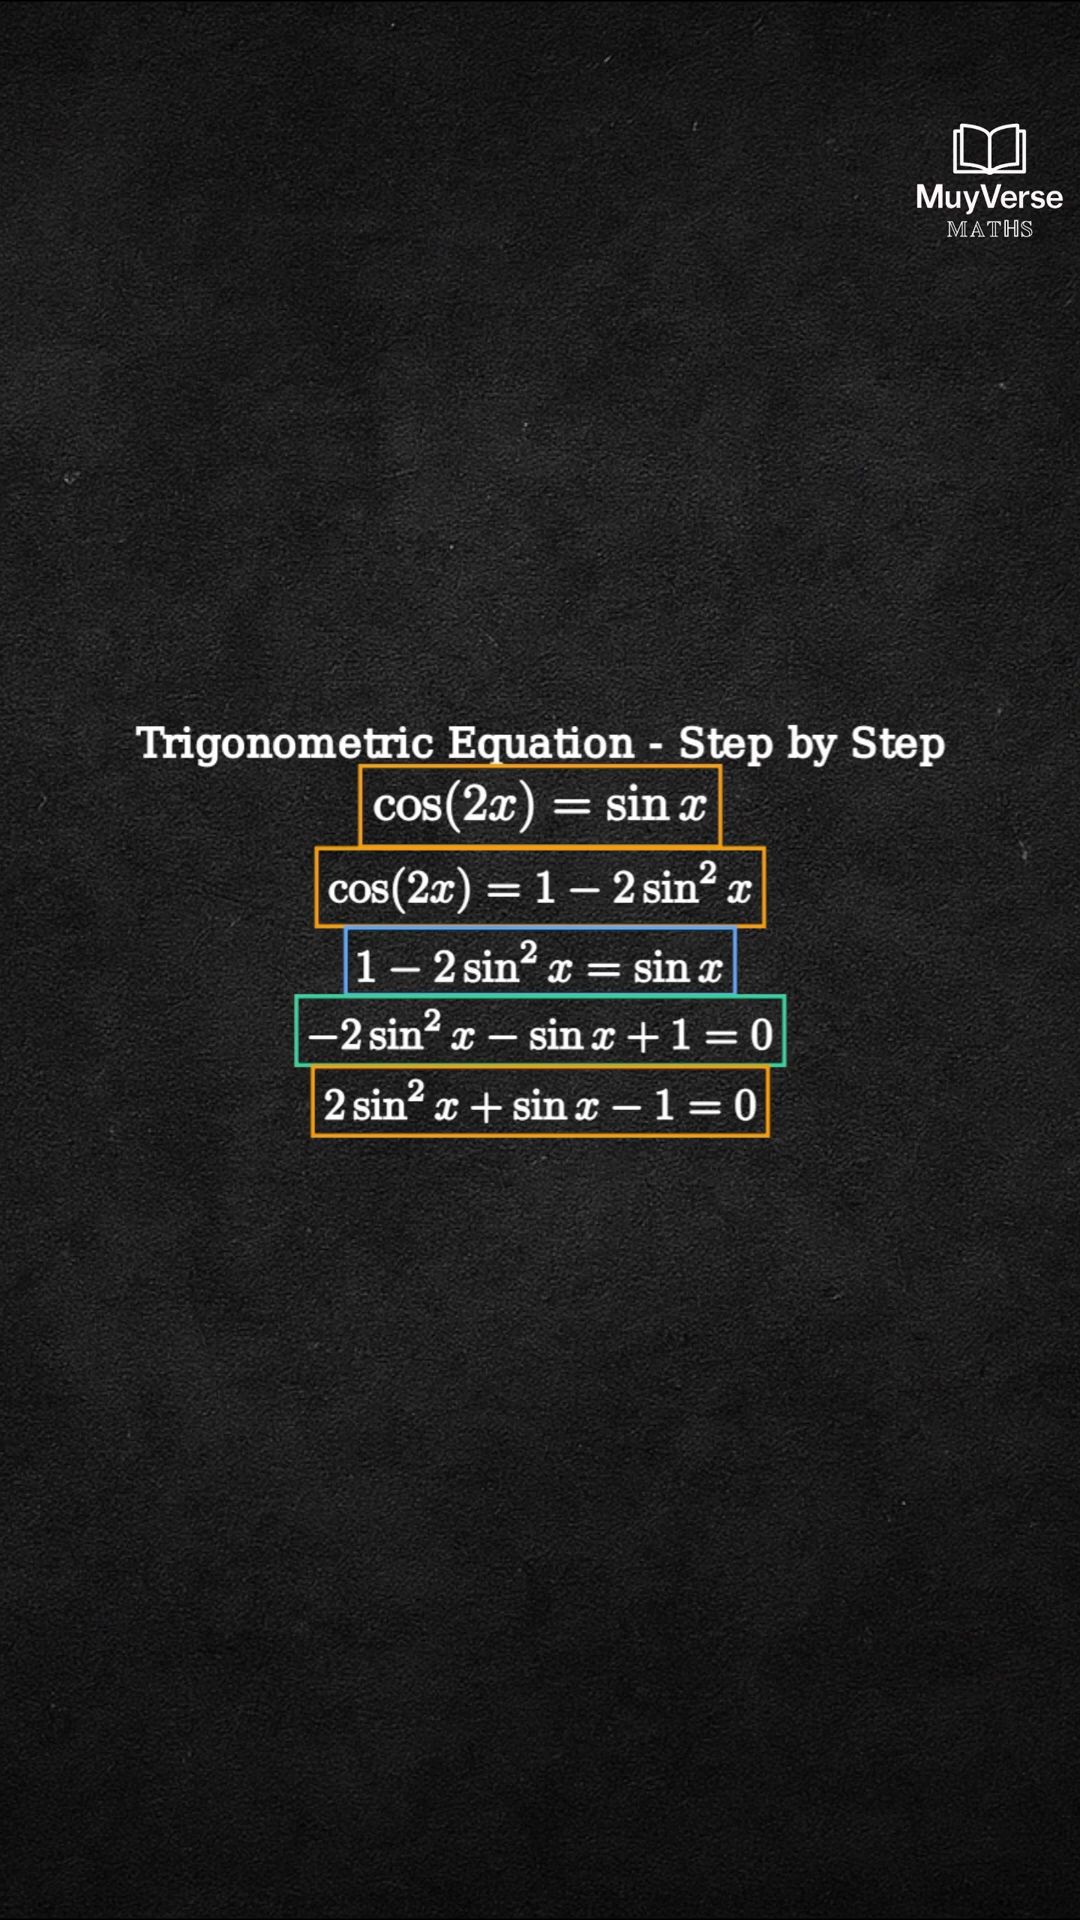 MuyVerse
MATHS
Trigonometric Equation - Step by Step
cos(2x) = sin x
cos(2x) = 1 − 2 sin² x
1 − 2 sin² x = sin x
−2 sin² x − sin x + 1 = 0
2 sin² x + sin x − 1 = 0